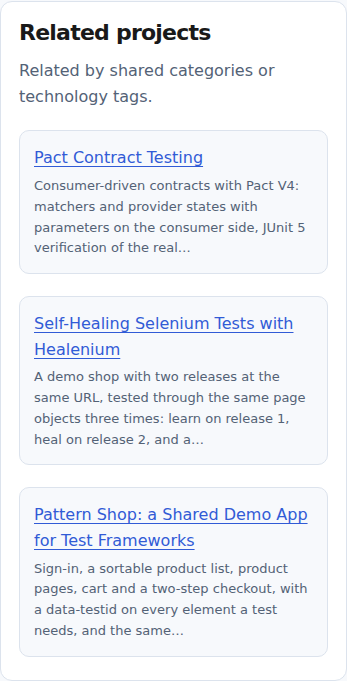 Related projects
Related by shared categories or
technology tags.
Pact Contract Testing
Consumer-driven contracts with Pact V4:
matchers and provider states with
parameters on the consumer side, JUnit 5
verification of the real…
Self-Healing Selenium Tests with
Healenium
A demo shop with two releases at the
same URL, tested through the same page
objects three times: learn on release 1,
heal on release 2, and a…
Pattern Shop: a Shared Demo App
for Test Frameworks
Sign-in, a sortable product list, product
pages, cart and a two-step checkout, with
a data-testid on every element a test
needs, and the same…